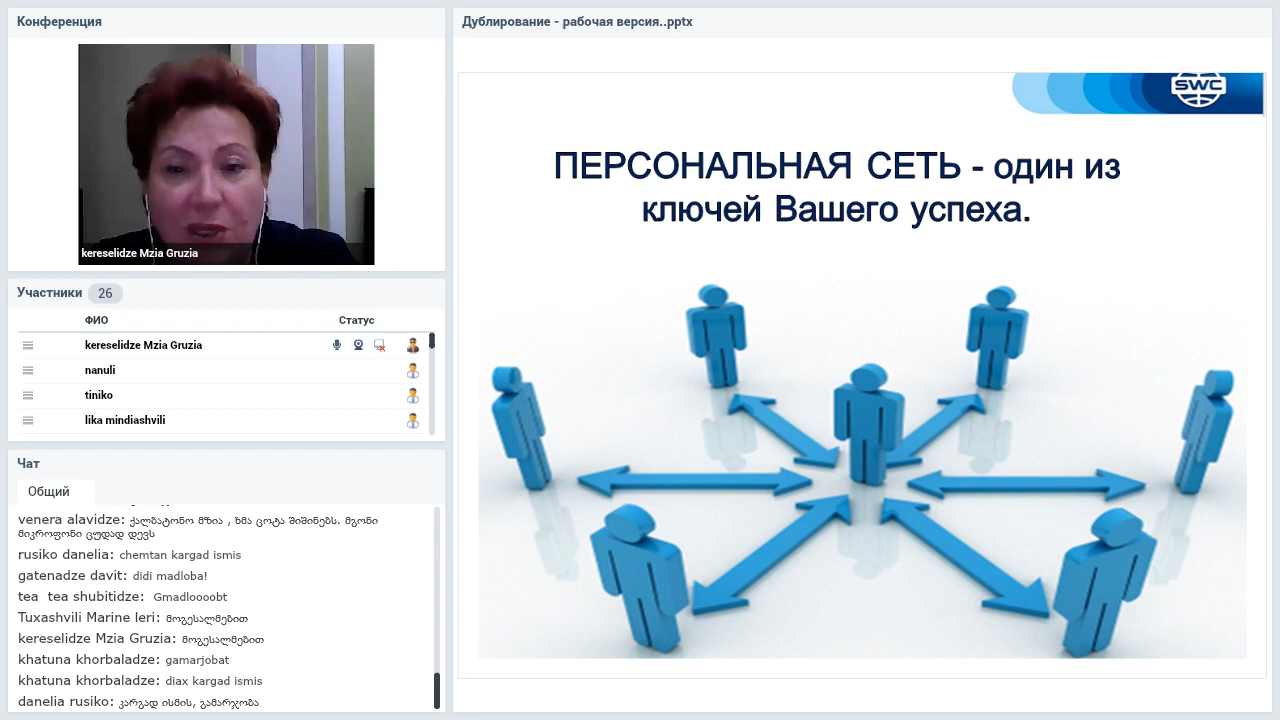 Конференция
kereselidze Mzia Gruzia
Участники 26
ФИО Статус
kereselidze Mzia Gruzia
nanuli
tiniko
lika mindiashvili
Чат
Общий
venera alavidze: ქალბატონო მზია , ხმა ცოტა შიშინებს. მგონი
მიკროფონი ცუდად დევს
rusiko danelia: chemtan kargad ismis
gatenadze davit: didi madloba!
tea tea shubitidze: Gmadloooobt
Tuxashvili Marine Ieri: მოგესალმებით
kereselidze Mzia Gruzia: მოგესალმებით
khatuna khorbaladze: gamarjobat
khatuna khorbaladze: diax kargad ismis
danelia rusiko: კარგად ისმის, გამარჯობა
Дублирование - рабочая версия..pptx
SWC
ПЕРСОНАЛЬНАЯ СЕТЬ - один из
ключей Вашего успеха.